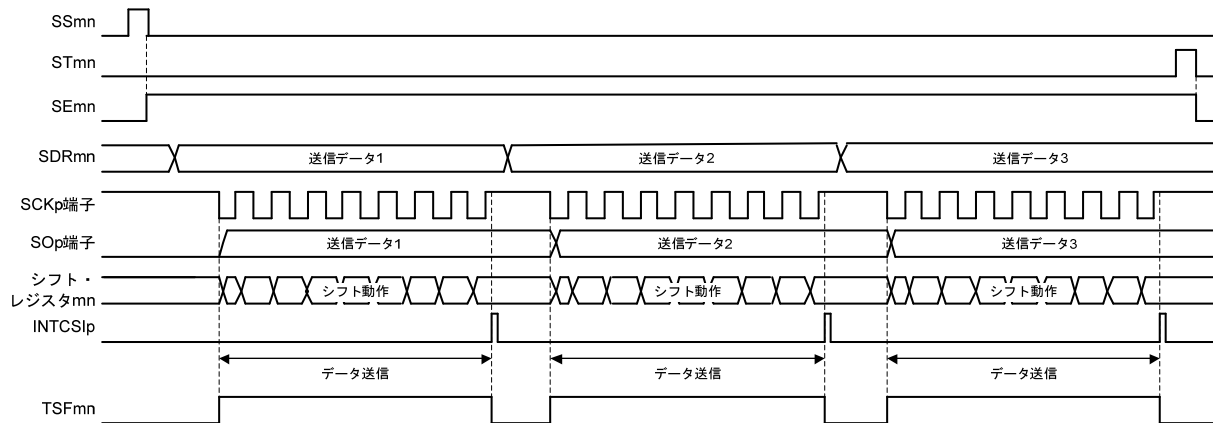 SSmn
STmn
SEmn
SDRmn 送信データ1 送信データ2 送信データ3
SCKp端子
SOp端子 送信データ1 送信データ2 送信データ3
シフト・
レジスタmn シフト動作 シフト動作 シフト動作
INTCSIp
データ送信 データ送信 データ送信
TSFmn